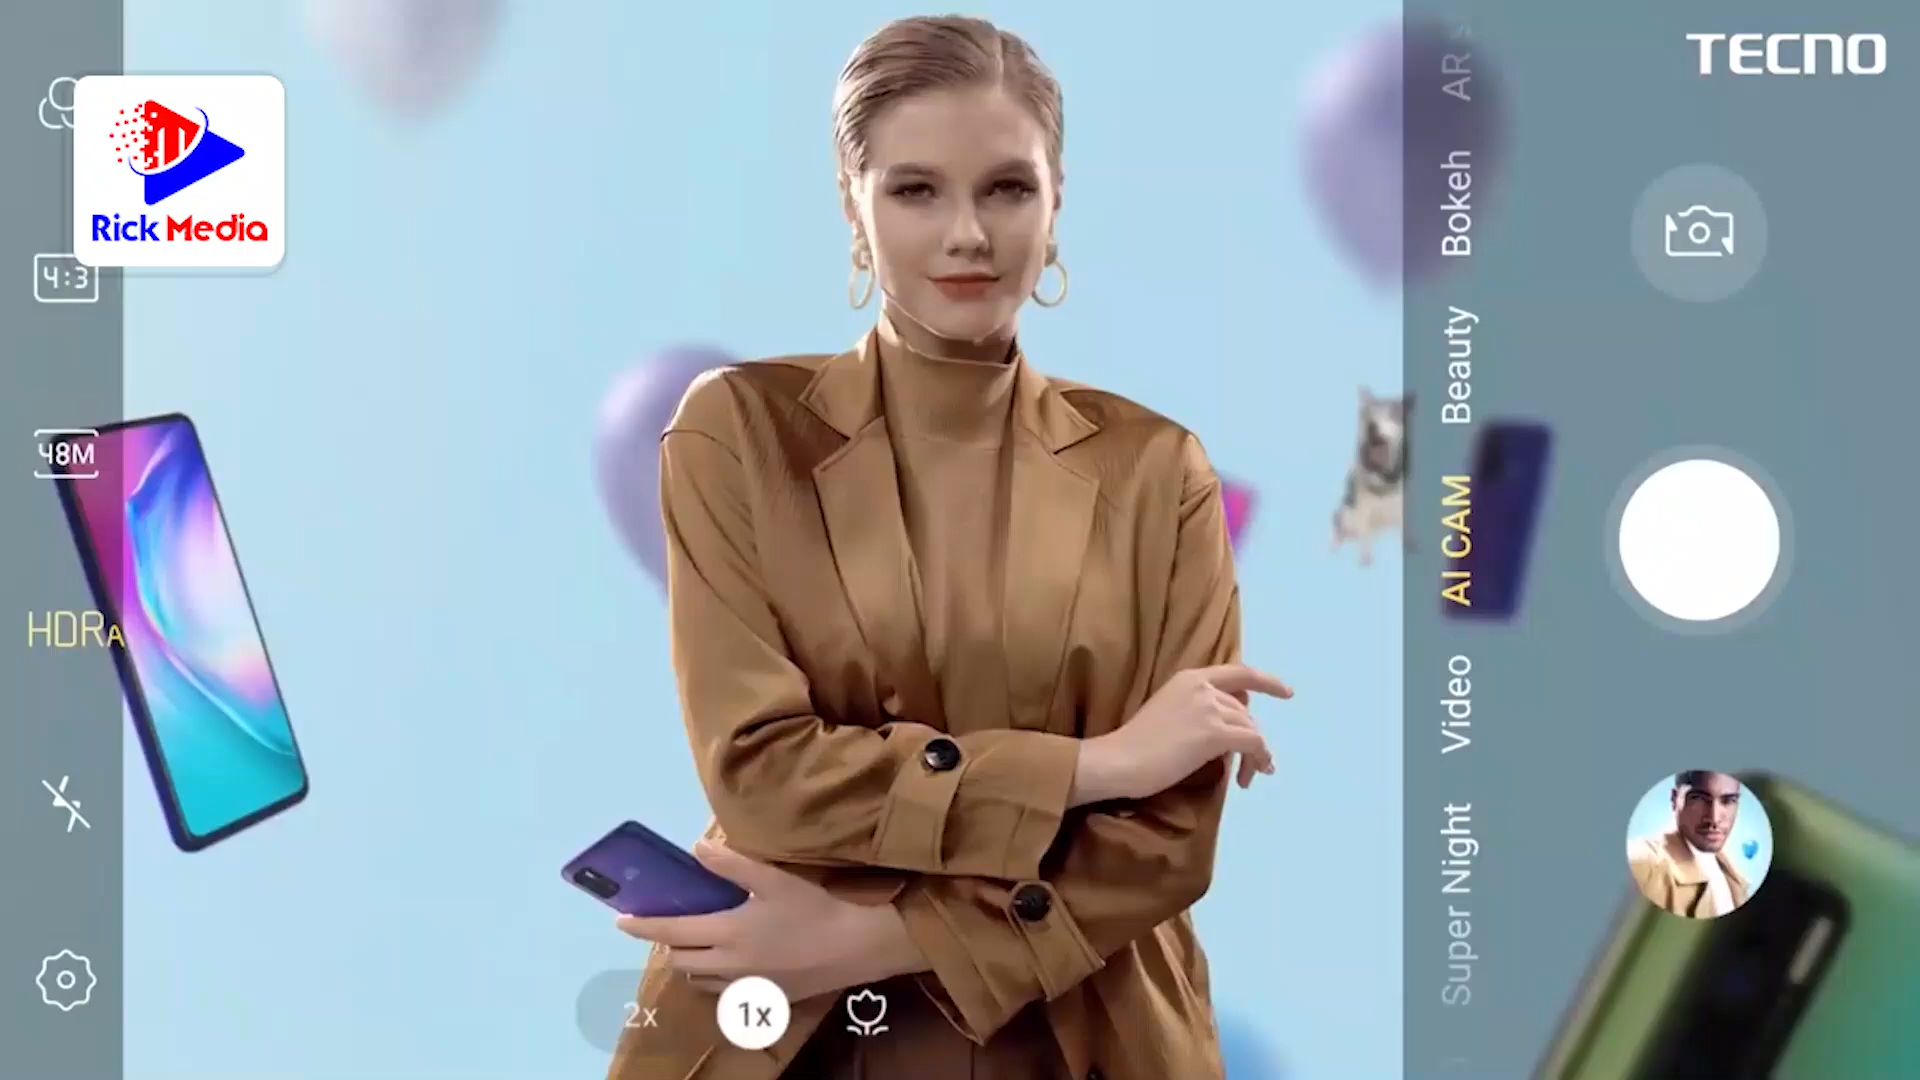 TECNO
Rick Media
4:3
48M
HDRA
2x
1x
AR
Bokeh
Beauty
AI CAM
Video
Super Night